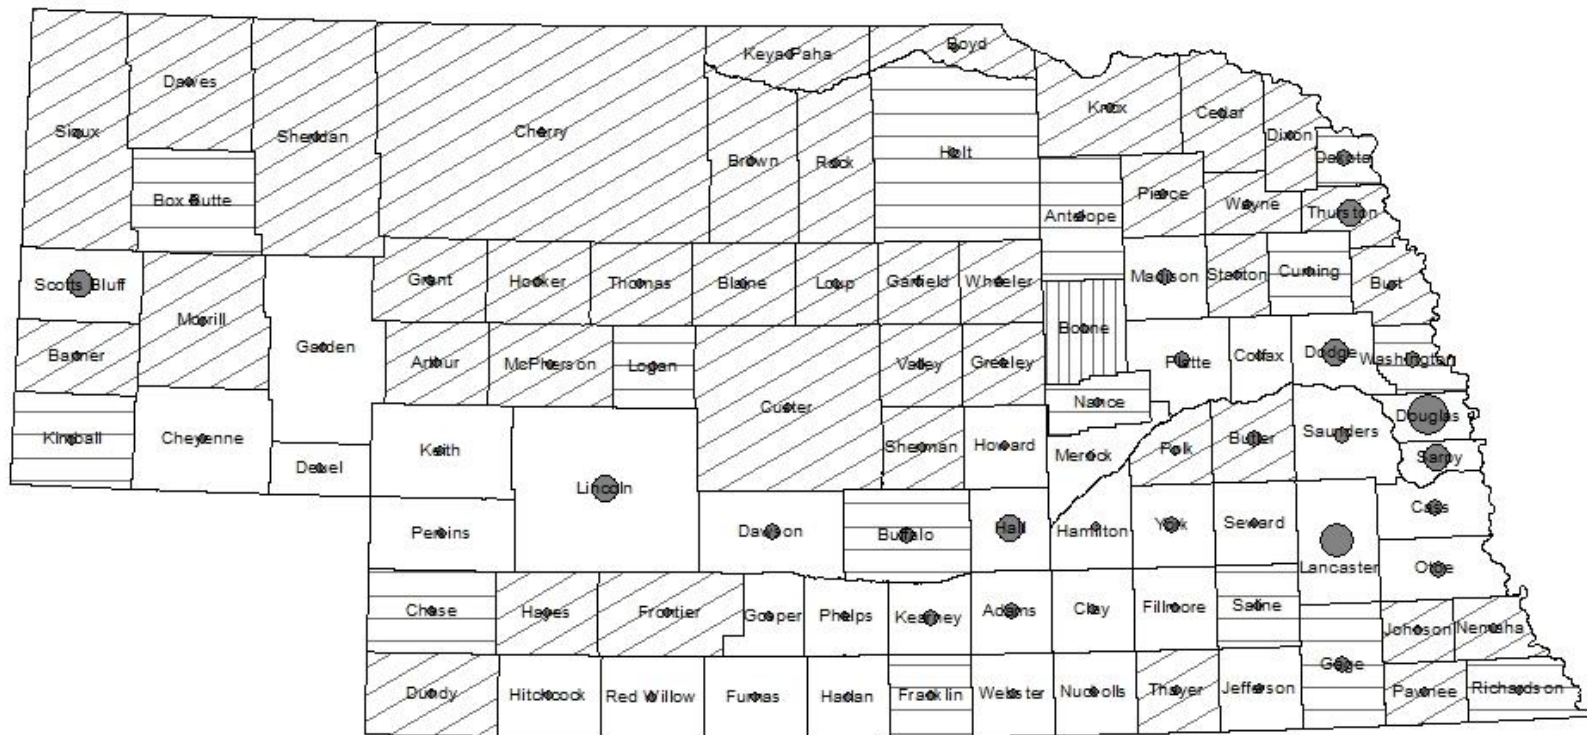 Keya Paha
Boyd
Dawes
Knox
Cedar
Sioux
Sheridan
Cherry
Dixon
Brown
Rock
Holt
Dakota
Box Butte
Pierce
Wayne
Antelope
Thurston
Scotts Bluff
Grant
Hooker
Thomas
Blaine
Loup
Garfield
Wheeler
Madison
Stanton
Cuming
Burt
Morrill
Boone
Banner
Garden
Arthur
McPherson
Logan
Valley
Greeley
Platte
Colfax
Dodge
Washington
Nance
Custer
Douglas
Kimball
Cheyenne
Keith
Sherman
Howard
Merrick
Polk
Butler
Saunders
Sarpy
Deuel
Lincoln
Perkins
Dawson
Buffalo
Hall
Hamilton
York
Seward
Cass
Lancaster
Otoe
Chase
Hayes
Frontier
Gosper
Phelps
Kearney
Adams
Clay
Fillmore
Saline
Johnson
Nemaha
Gage
Dundy
Hitchcock
Red Willow
Furnas
Harlan
Franklin
Webster
Nuckolls
Thayer
Jefferson
Pawnee
Richardson